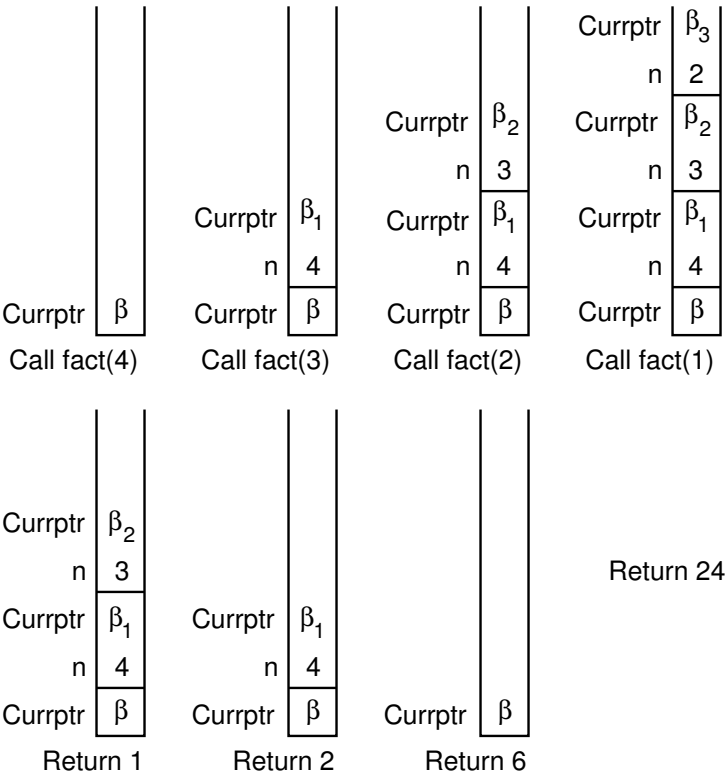 Currptr β₃
n 2
Currptr β₂ Currptr β₂
n 3 n 3
Currptr β₁ Currptr β₁ Currptr β₁
n 4 n 4 n 4
Currptr β Currptr β Currptr β Currptr β
Call fact(4) Call fact(3) Call fact(2) Call fact(1)
Currptr β₂
n 3 Return 24
Currptr β₁ Currptr β₁
n 4 n 4
Currptr β Currptr β Currptr β
Return 1 Return 2 Return 6